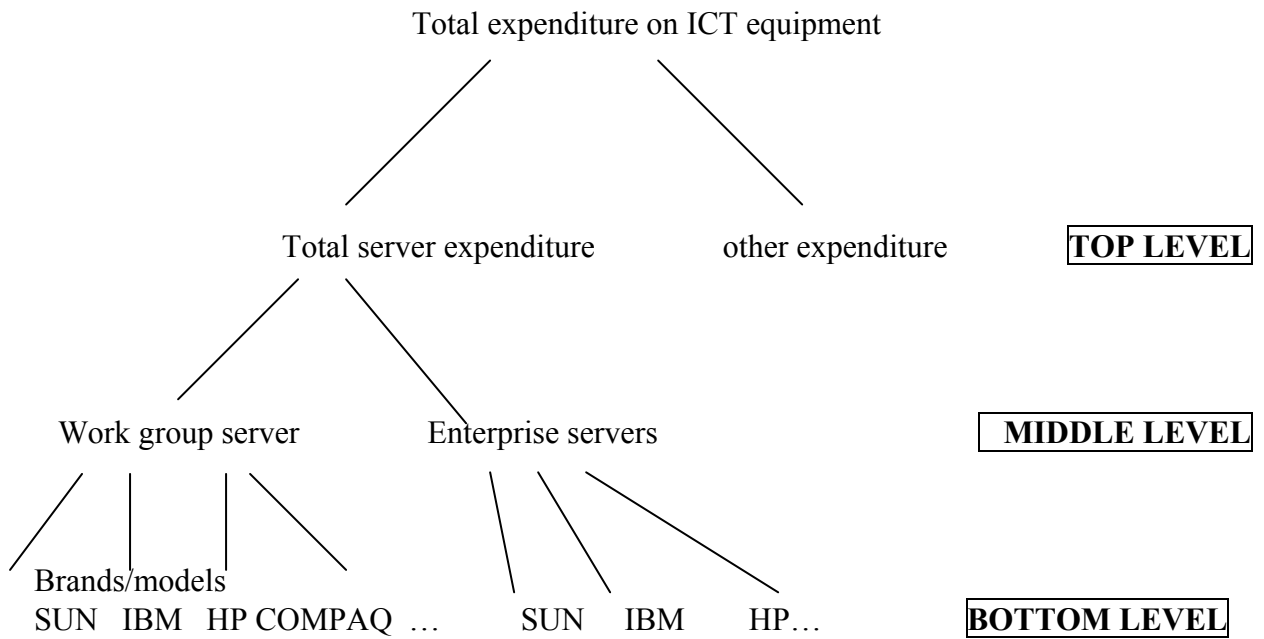 Total expenditure on ICT equipment
Total server expenditure other expenditure TOP LEVEL
Work group server Enterprise servers MIDDLE LEVEL
Brands/models
SUN IBM HP COMPAQ … SUN IBM HP… BOTTOM LEVEL